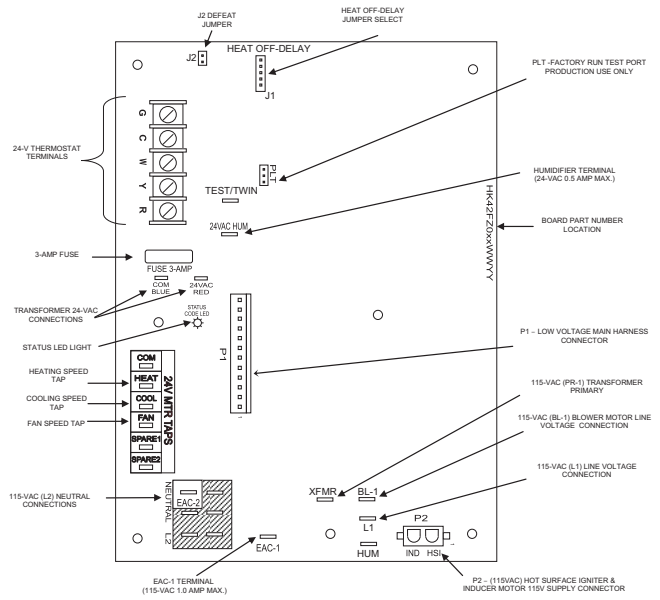 J2 DEFEAT
JUMPER
HEAT OFF-DELAY
JUMPER SELECT
PLT -FACTORY RUN TEST PORT
PRODUCTION USE ONLY
J2
HEAT OFF-DELAY
J1
G
C
W
Y
R
24-V THERMOSTAT
TERMINALS
PLT
TEST/TWIN
24VAC HUM
HUMIDIFIER TERMINAL
(24-VAC 0.5 AMP MAX.)
HK42FZ0xxWWYY
BOARD PART NUMBER
LOCATION
3-AMP FUSE
FUSE 3-AMP
COM
BLUE
24VAC
RED
TRANSFORMER 24-VAC
CONNECTIONS
STATUS
CODE LED
STATUS LED LIGHT
P1
P1 – LOW VOLTAGE MAIN HARNESS
CONNECTOR
COM
HEAT
COOL
FAN
SPARE1
SPARE2
24V MTR TAPS
HEATING SPEED
TAP
COOLING SPEED
TAP
FAN SPEED TAP
115-VAC (PR-1) TRANSFORMER
PRIMARY
115-VAC (BL-1) BLOWER MOTOR LINE
VOLTAGE CONNECTION
115-VAC (L1) LINE VOLTAGE
CONNECTION
115-VAC (L2) NEUTRAL
CONNECTIONS
NEUTRAL L2
EAC-2
EAC-1
XFMR
BL-1
L1
HUM
P2
IND
HSI
EAC-1 TERMINAL
(115-VAC 1.0 AMP MAX.)
P2 – (115VAC) HOT SURFACE IGNITER &
INDUCER MOTOR 115V SUPPLY CONNECTOR